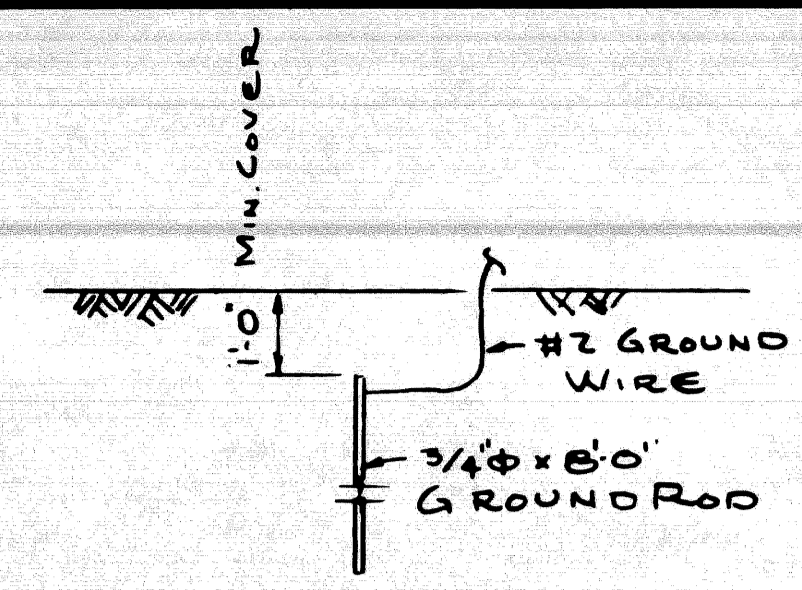 MIN. COVER
1'-0"
#2 GROUND
WIRE
3/4"ϕ x 8'-0"
GROUND ROD